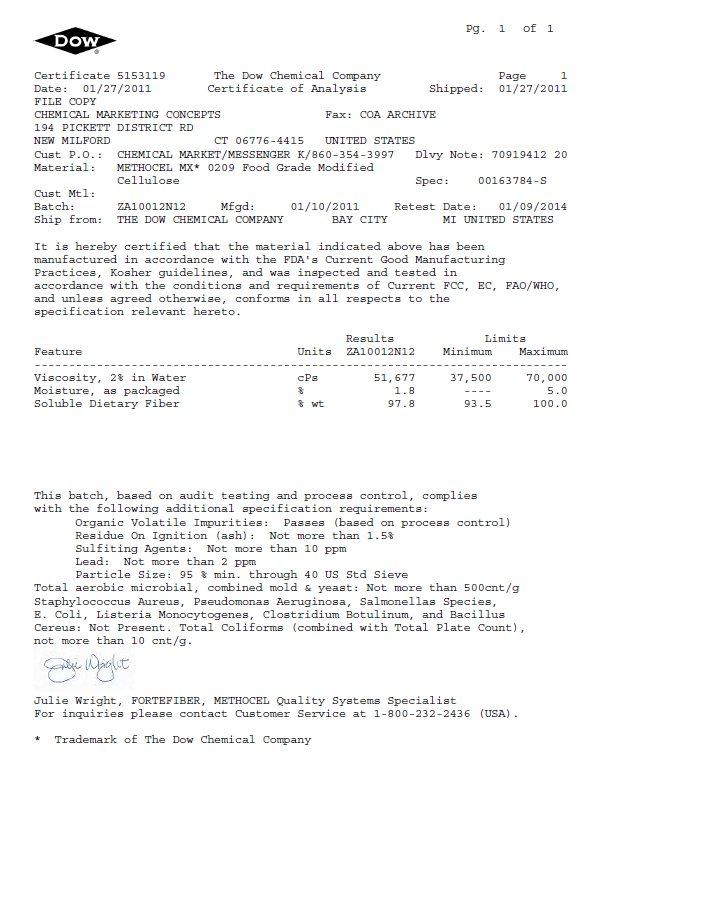 Pg. 1 of 1
Dow
Certificate 5153119 The Dow Chemical Company Page 1
Date: 01/27/2011 Certificate of Analysis Shipped: 01/27/2011
FILE COPY
CHEMICAL MARKETING CONCEPTS Fax: COA ARCHIVE
194 PICKETT DISTRICT RD
NEW MILFORD CT 06776-4415 UNITED STATES
Cust P.O.: CHEMICAL MARKET/MESSENGER K/860-354-3997 Dlvy Note: 70919412 20
Material: METHOCEL MX* 0209 Food Grade Modified
Cellulose Spec: 00163784-S
Cust Mtl:
Batch: ZA10012N12 Mfgd: 01/10/2011 Retest Date: 01/09/2014
Ship from: THE DOW CHEMICAL COMPANY BAY CITY MI UNITED STATES
It is hereby certified that the material indicated above has been
manufactured in accordance with the FDA's Current Good Manufacturing
Practices, Kosher guidelines, and was inspected and tested in
accordance with the conditions and requirements of Current FCC, EC, FAO/WHO,
and unless agreed otherwise, conforms in all respects to the
specification relevant hereto.
Results Limits
Feature Units ZA10012N12 Minimum Maximum
-----------------------------------------------------------------------------
Viscosity, 2% in Water cPs 51,677 37,500 70,000
Moisture, as packaged % 1.8 ---- 5.0
Soluble Dietary Fiber % wt 97.8 93.5 100.0
This batch, based on audit testing and process control, complies
with the following additional specification requirements:
Organic Volatile Impurities: Passes (based on process control)
Residue On Ignition (ash): Not more than 1.5%
Sulfiting Agents: Not more than 10 ppm
Lead: Not more than 2 ppm
Particle Size: 95 % min. through 40 US Std Sieve
Total aerobic microbial, combined mold & yeast: Not more than 500cnt/g
Staphylococcus Aureus, Pseudomonas Aeruginosa, Salmonellas Species,
E. Coli, Listeria Monocytogenes, Clostridium Botulinum, and Bacillus
Cereus: Not Present. Total Coliforms (combined with Total Plate Count),
not more than 10 cnt/g.
Julie Wright
Julie Wright, FORTEFIBER, METHOCEL Quality Systems Specialist
For inquiries please contact Customer Service at 1-800-232-2436 (USA).
* Trademark of The Dow Chemical Company